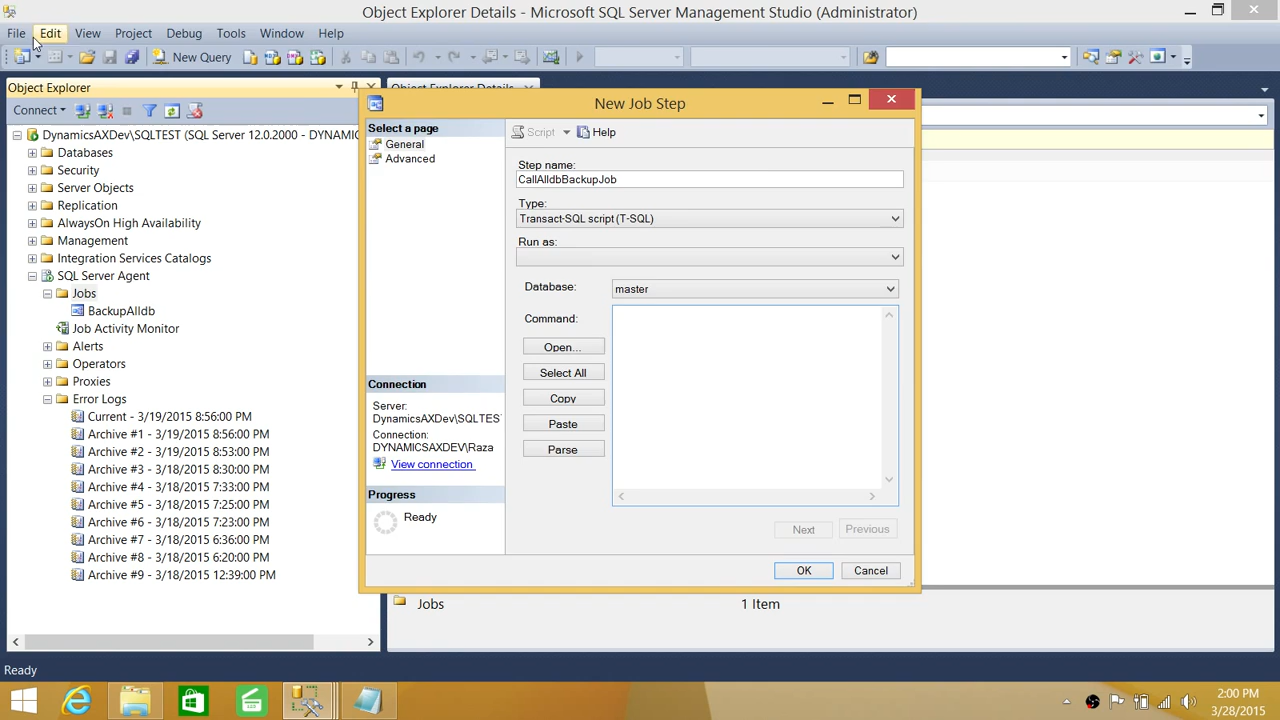 Object Explorer Details - Microsoft SQL Server Management Studio (Administrator)
File Edit View Project Debug Tools Window Help
New Query
Object Explorer
Connect
DynamicsAXDev\SQLTEST (SQL Server 12.0.2000 - DYNAMIC
Databases
Security
Server Objects
Replication
AlwaysOn High Availability
Management
Integration Services Catalogs
SQL Server Agent
Jobs
BackupAlldb
Job Activity Monitor
Alerts
Operators
Proxies
Error Logs
Current - 3/19/2015 8:56:00 PM
Archive #1 - 3/19/2015 8:56:00 PM
Archive #2 - 3/19/2015 8:53:00 PM
Archive #3 - 3/18/2015 8:30:00 PM
Archive #4 - 3/18/2015 7:33:00 PM
Archive #5 - 3/18/2015 7:25:00 PM
Archive #6 - 3/18/2015 7:23:00 PM
Archive #7 - 3/18/2015 6:36:00 PM
Archive #8 - 3/18/2015 6:20:00 PM
Archive #9 - 3/18/2015 12:39:00 PM
Object Explorer Details
New Job Step
Select a page
General
Advanced
Script Help
Step name:
CallAlldbBackupJob
Type:
Transact-SQL script (T-SQL)
Run as:
Database: master
Command:
Open...
Select All
Copy
Paste
Parse
Connection
Server:
DynamicsAXDev\SQLTES
Connection:
DYNAMICSAXDEV\Raza
View connection
Progress
Ready
Next Previous
OK Cancel
Jobs 1 Item
Ready
2:00 PM
3/28/2015